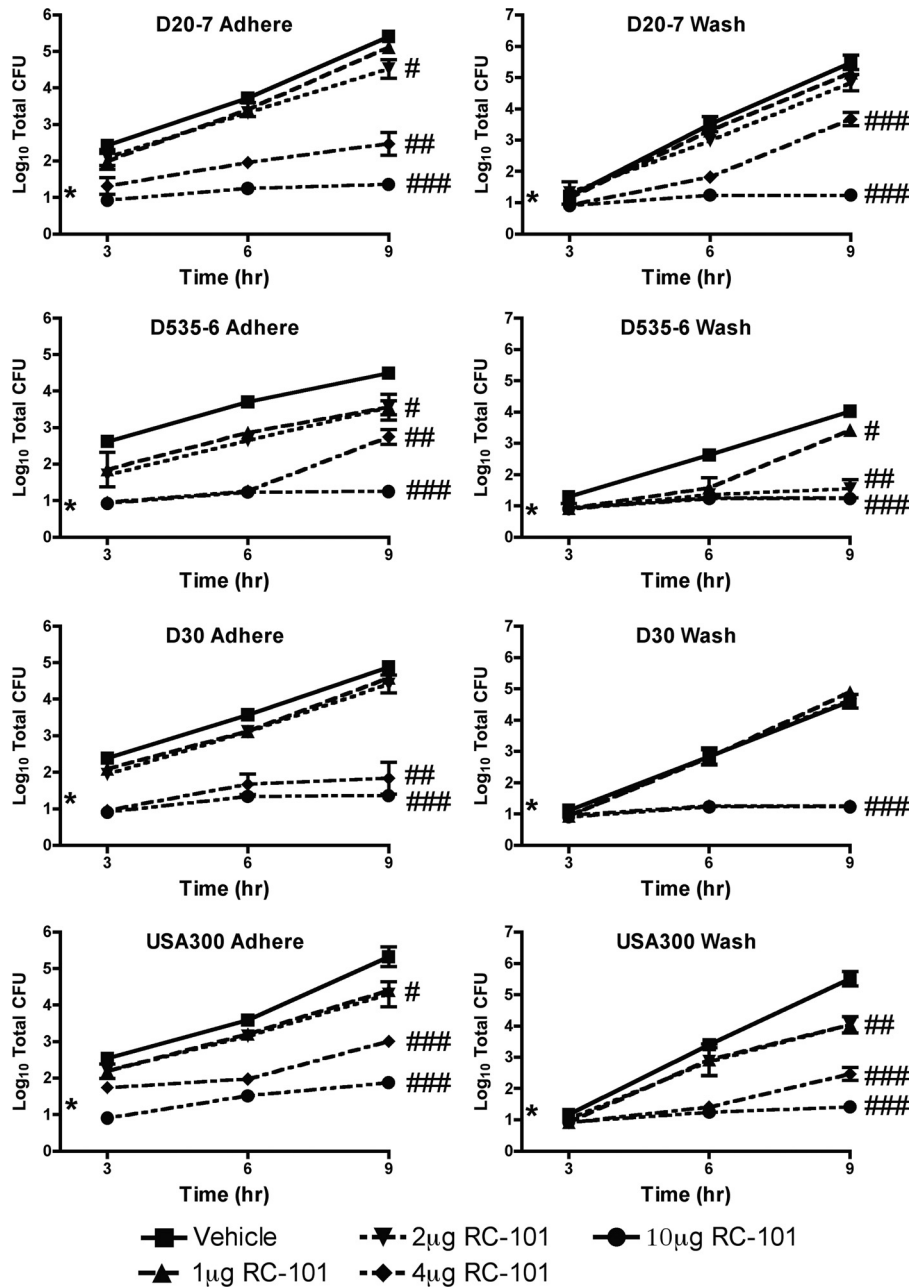 D20-7 Adhere
Log₁₀ Total CFU
6
5
4
3
2
1
0
*
#
##
###
3 6 9
Time (hr)
D20-7 Wash
Log₁₀ Total CFU
7
6
5
4
3
2
1
0
*
###
###
3 6 9
Time (hr)
D535-6 Adhere
Log₁₀ Total CFU
6
5
4
3
2
1
0
*
#
##
###
3 6 9
Time (hr)
D535-6 Wash
Log₁₀ Total CFU
7
6
5
4
3
2
1
0
*
#
##
###
3 6 9
Time (hr)
D30 Adhere
Log₁₀ Total CFU
6
5
4
3
2
1
0
*
##
###
3 6 9
Time (hr)
D30 Wash
Log₁₀ Total CFU
7
6
5
4
3
2
1
0
*
###
3 6 9
Time (hr)
USA300 Adhere
Log₁₀ Total CFU
6
5
4
3
2
1
0
*
#
###
###
3 6 9
Time (hr)
USA300 Wash
Log₁₀ Total CFU
7
6
5
4
3
2
1
0
*
##
###
###
3 6 9
Time (hr)
Vehicle
2μg RC-101
10μg RC-101
1μg RC-101
4μg RC-101